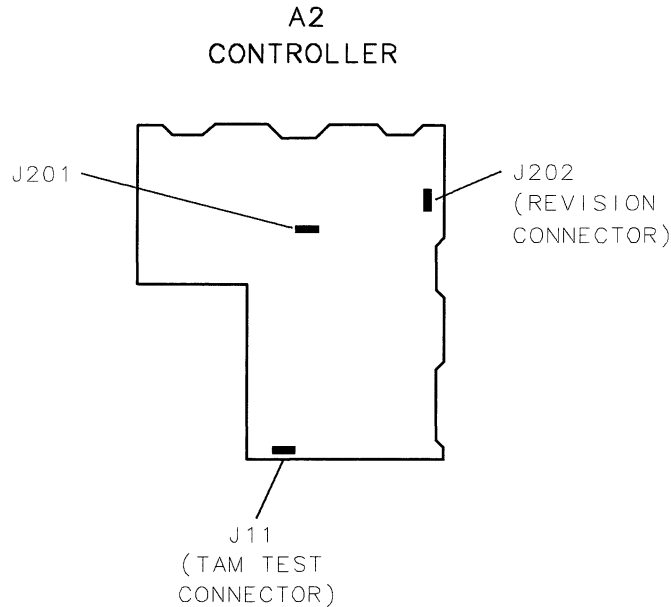 A2
CONTROLLER
J201
J202
(REVISION
CONNECTOR)
J11
(TAM TEST
CONNECTOR)